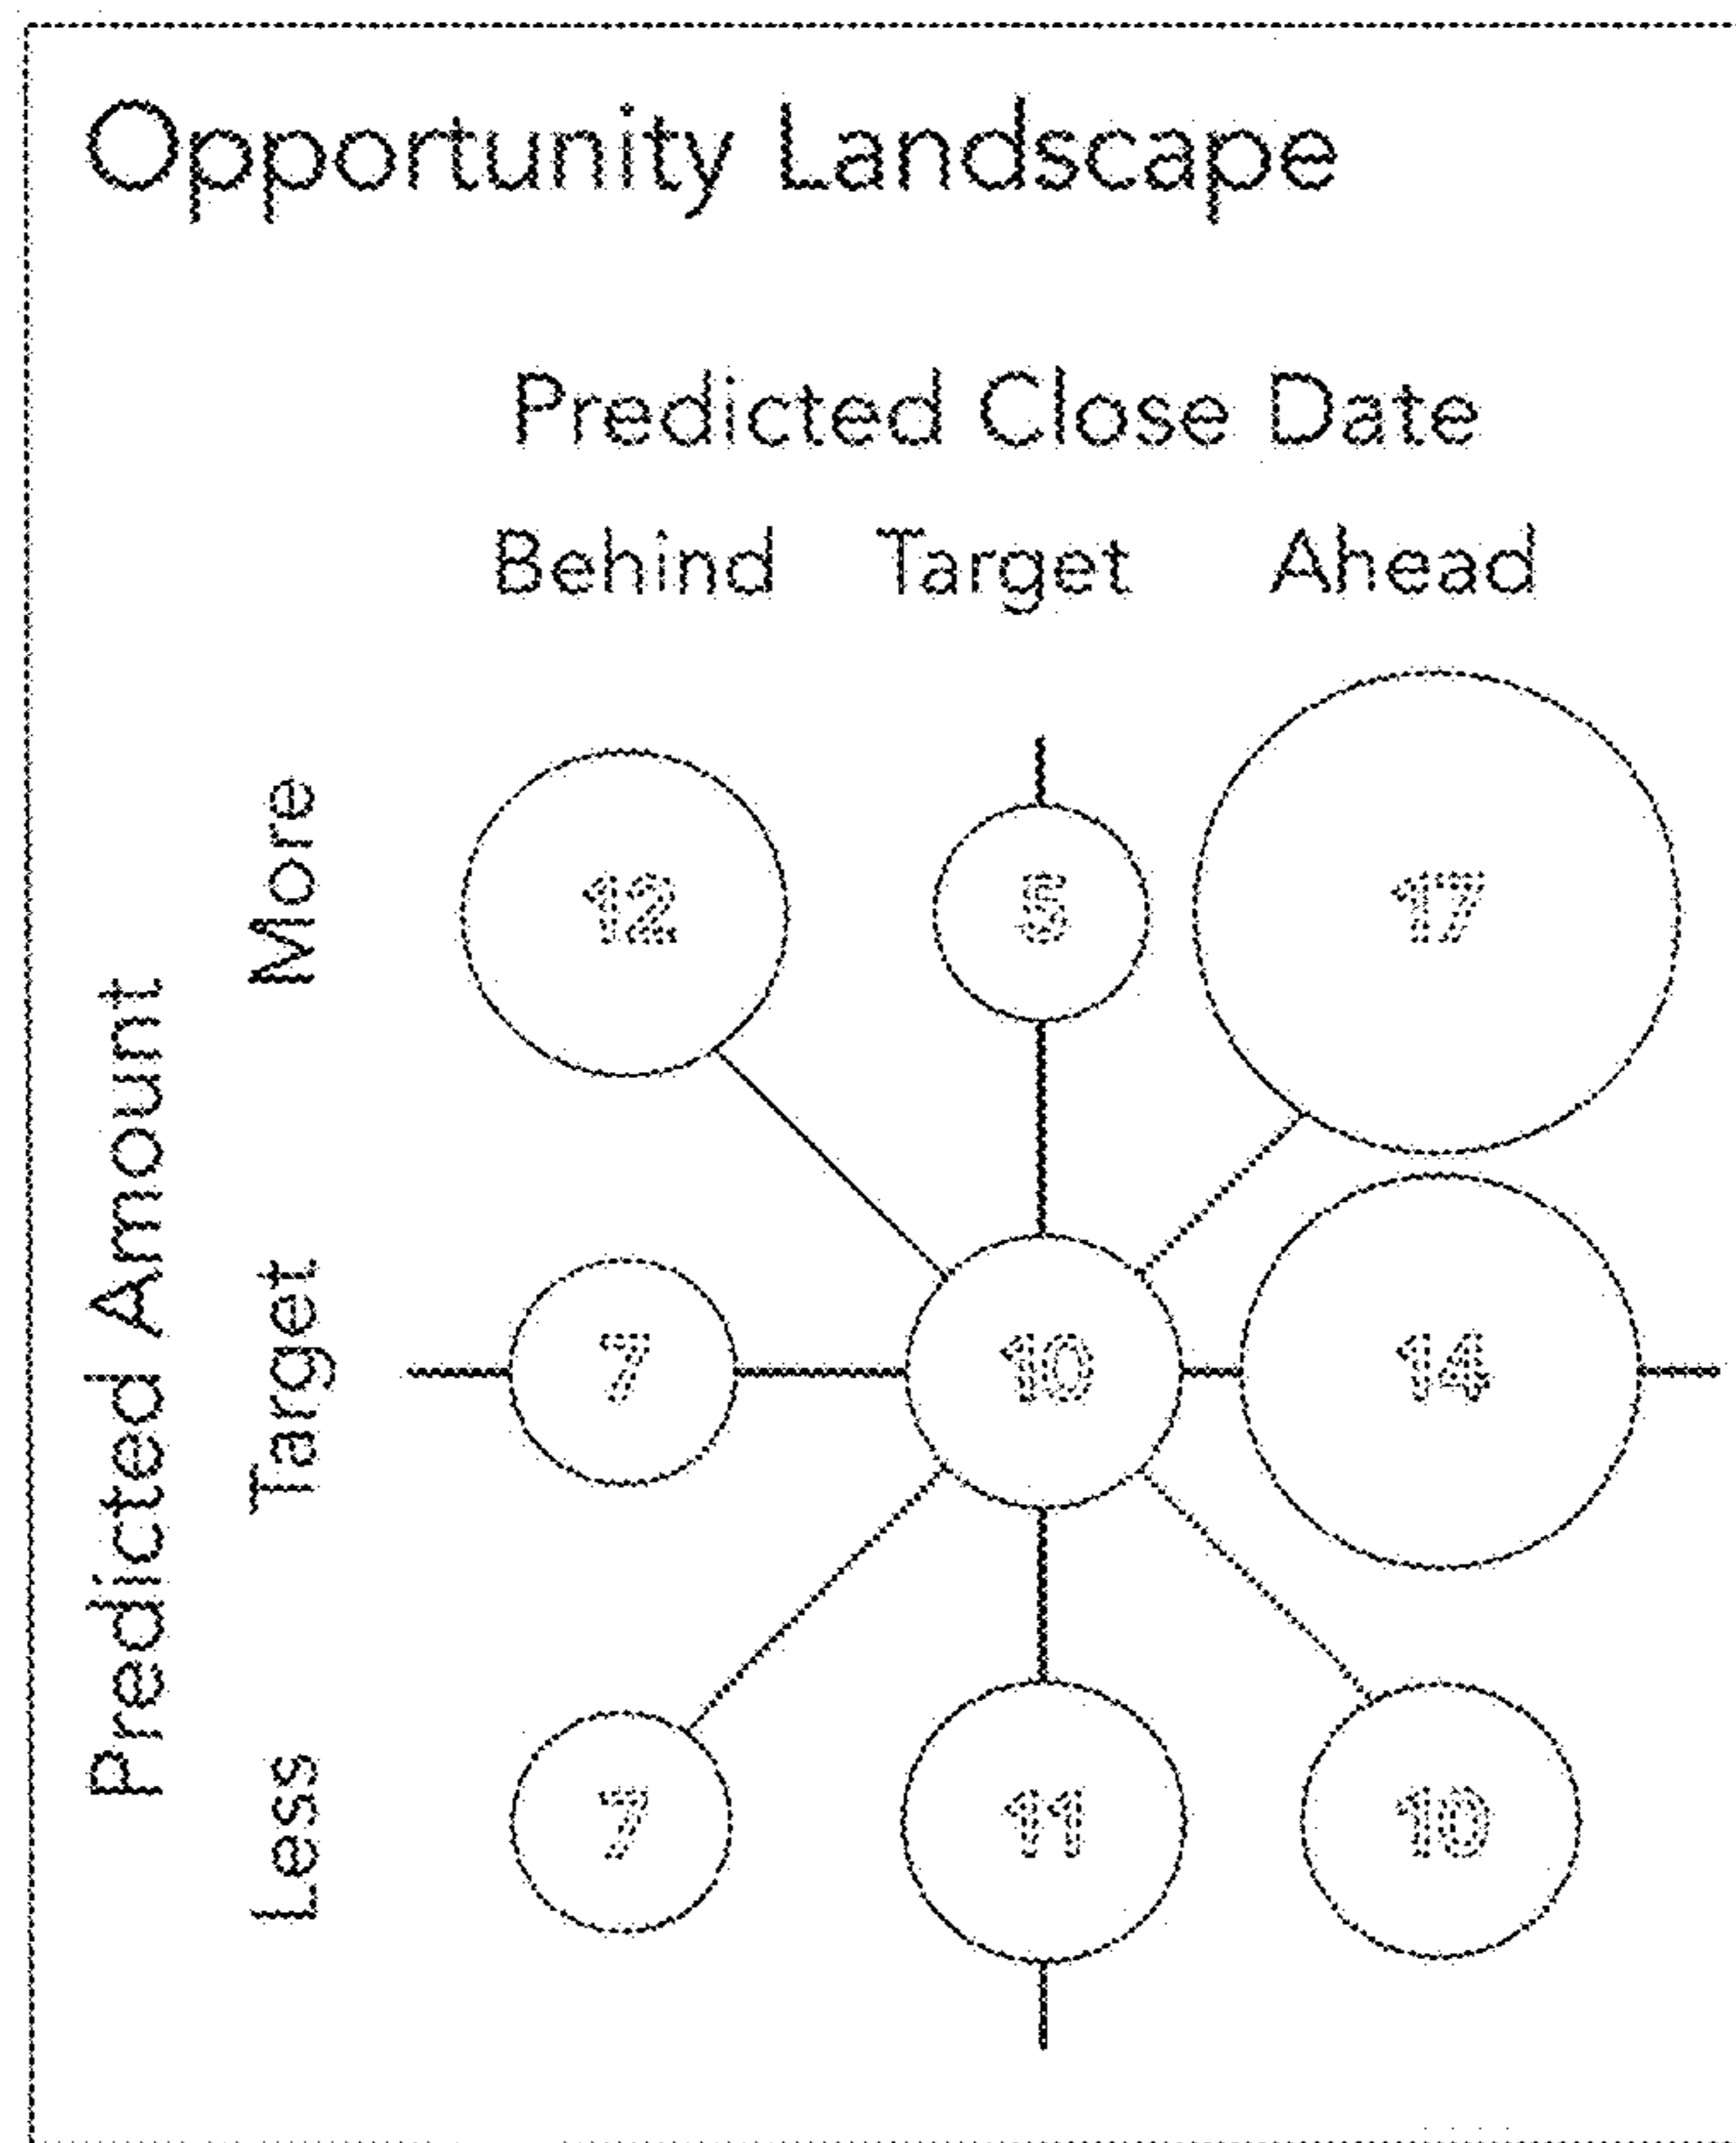 Opportunity Landscape
Predicted Close Date
Behind Target Ahead
Predicted Amount
More
12 5 17
Target
7 10 14
Less
7 11 10